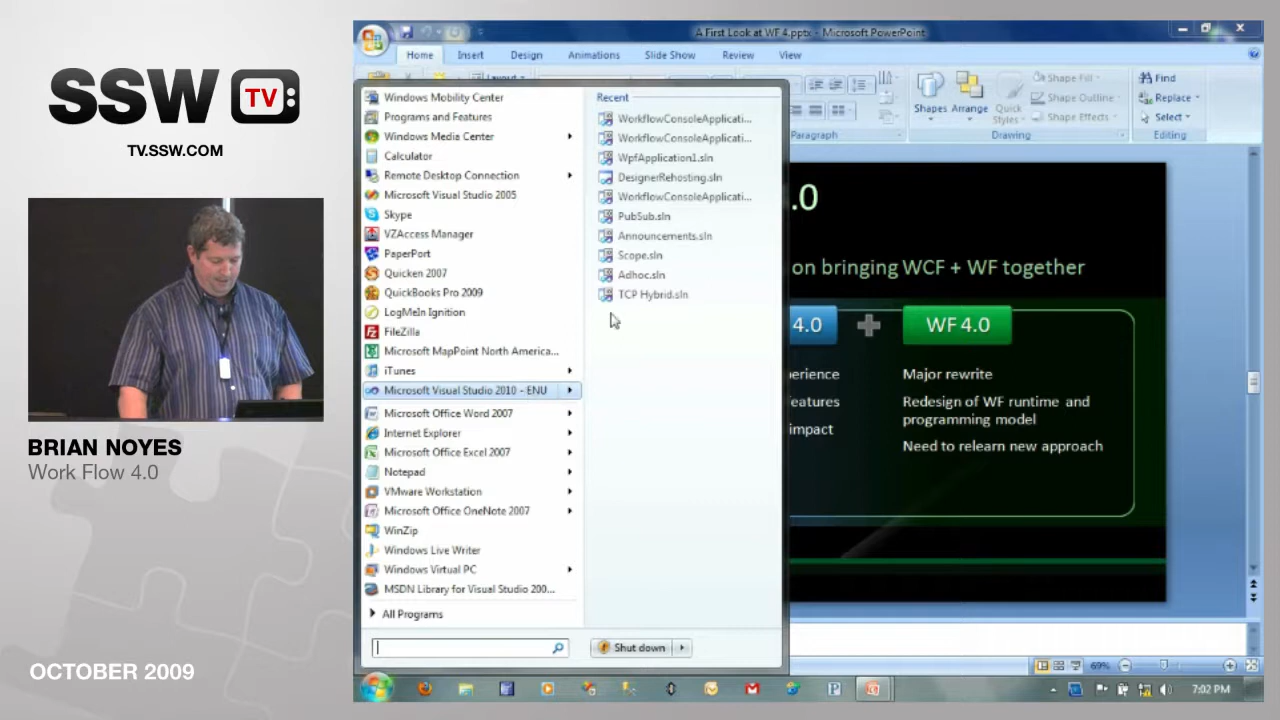 SSW TV:
TV.SSW.COM
BRIAN NOYES
Work Flow 4.0
OCTOBER 2009
A First Look at WF 4.pptx - Microsoft PowerPoint
Home Insert Design Animations Slide Show Review View
Shapes Arrange Quick Styles
Shape Fill
Shape Outline
Shape Effects
Find
Replace
Select
Paragraph Drawing Editing
Windows Mobility Center
Programs and Features
Windows Media Center
Calculator
Remote Desktop Connection
Microsoft Visual Studio 2005
Skype
VZAccess Manager
PaperPort
Quicken 2007
QuickBooks Pro 2009
LogMeIn Ignition
FileZilla
Microsoft MapPoint North America...
iTunes
Microsoft Visual Studio 2010 - ENU
Microsoft Office Word 2007
Internet Explorer
Microsoft Office Excel 2007
Notepad
VMware Workstation
Microsoft Office OneNote 2007
WinZip
Windows Live Writer
Windows Virtual PC
MSDN Library for Visual Studio 200...
All Programs
Recent
WorkflowConsoleApplicati...
WorkflowConsoleApplicati...
WpfApplication1.sln
DesignerRehosting.sln
WorkflowConsoleApplicati...
PubSub.sln
Announcements.sln
Scope.sln
Adhoc.sln
TCP Hybrid.sln
Shut down
.0
on bringing WCF + WF together
4.0 + WF 4.0
erience
eatures
impact
Major rewrite
Redesign of WF runtime and
programming model
Need to relearn new approach
69%
7:02 PM